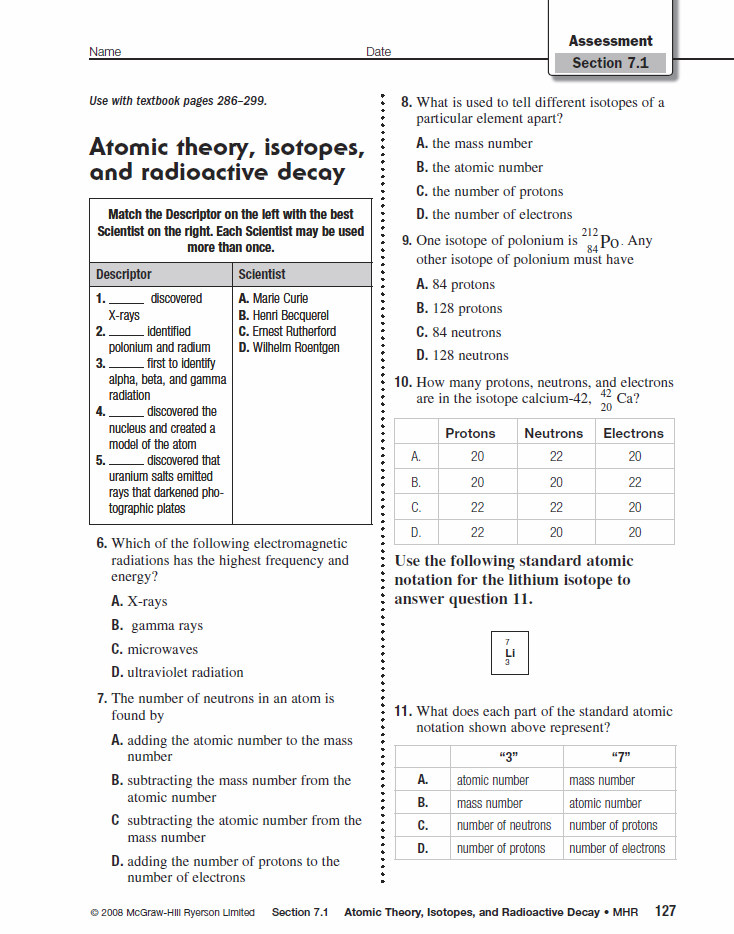 Name Date
Assessment
Section 7.1
Use with textbook pages 286–299.
Atomic theory, isotopes,
and radioactive decay
Match the Descriptor on the left with the best
Scientist on the right. Each Scientist may be used
more than once.
Descriptor Scientist
1. ______ discovered
X-rays
2. ______ identified
polonium and radium
3. ______ first to identify
alpha, beta, and gamma
radiation
4. ______ discovered the
nucleus and created a
model of the atom
5. ______ discovered that
uranium salts emitted
rays that darkened pho-
tographic plates
A. Marie Curie
B. Henri Becquerel
C. Ernest Rutherford
D. Wilhelm Roentgen
6. Which of the following electromagnetic
radiations has the highest frequency and
energy?
A. X-rays
B. gamma rays
C. microwaves
D. ultraviolet radiation
7. The number of neutrons in an atom is
found by
A. adding the atomic number to the mass
number
B. subtracting the mass number from the
atomic number
C subtracting the atomic number from the
mass number
D. adding the number of protons to the
number of electrons
8. What is used to tell different isotopes of a
particular element apart?
A. the mass number
B. the atomic number
C. the number of protons
D. the number of electrons
9. One isotope of polonium is 212 84 Po. Any
other isotope of polonium must have
A. 84 protons
B. 128 protons
C. 84 neutrons
D. 128 neutrons
10. How many protons, neutrons, and electrons
are in the isotope calcium-42, 42 20 Ca?
Protons Neutrons Electrons
A. 20 22 20
B. 20 20 22
C. 22 22 20
D. 22 20 20
Use the following standard atomic
notation for the lithium isotope to
answer question 11.
7
Li
3
11. What does each part of the standard atomic
notation shown above represent?
“3” “7”
A. atomic number mass number
B. mass number atomic number
C. number of neutrons number of protons
D. number of protons number of electrons
© 2008 McGraw-Hill Ryerson Limited Section 7.1 Atomic Theory, Isotopes, and Radioactive Decay • MHR 127